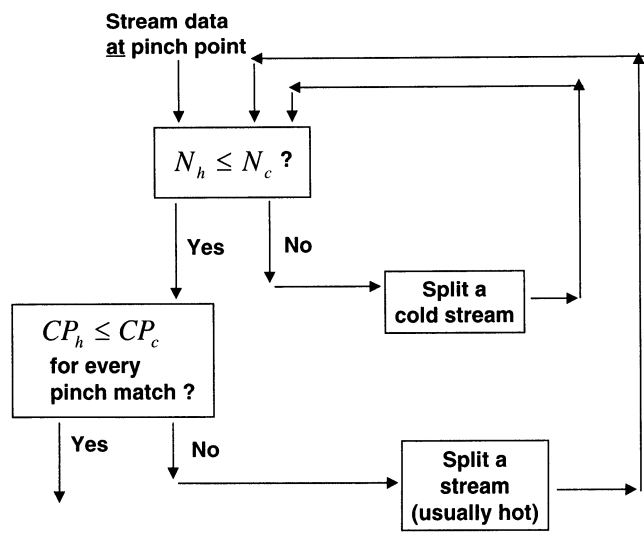 Stream data
at pinch point
N_h ≤ N_c ?
Yes
No
Split a
cold stream
CP_h ≤ CP_c
for every
pinch match ?
Yes
No
Split a
stream
(usually hot)